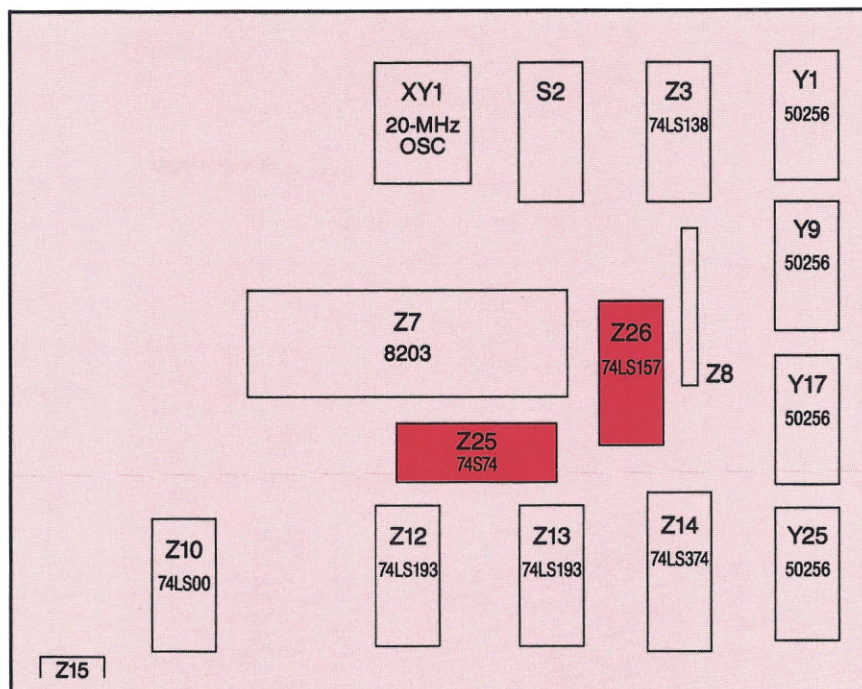 XY1
20-MHz
OSC
S2
Z3
74LS138
Y1
50256
Y9
50256
Z7
8203
Z26
74LS157
Z8
Y17
50256
Z25
74S74
Z10
74LS00
Z12
74LS193
Z13
74LS193
Z14
74LS374
Y25
50256
Z15